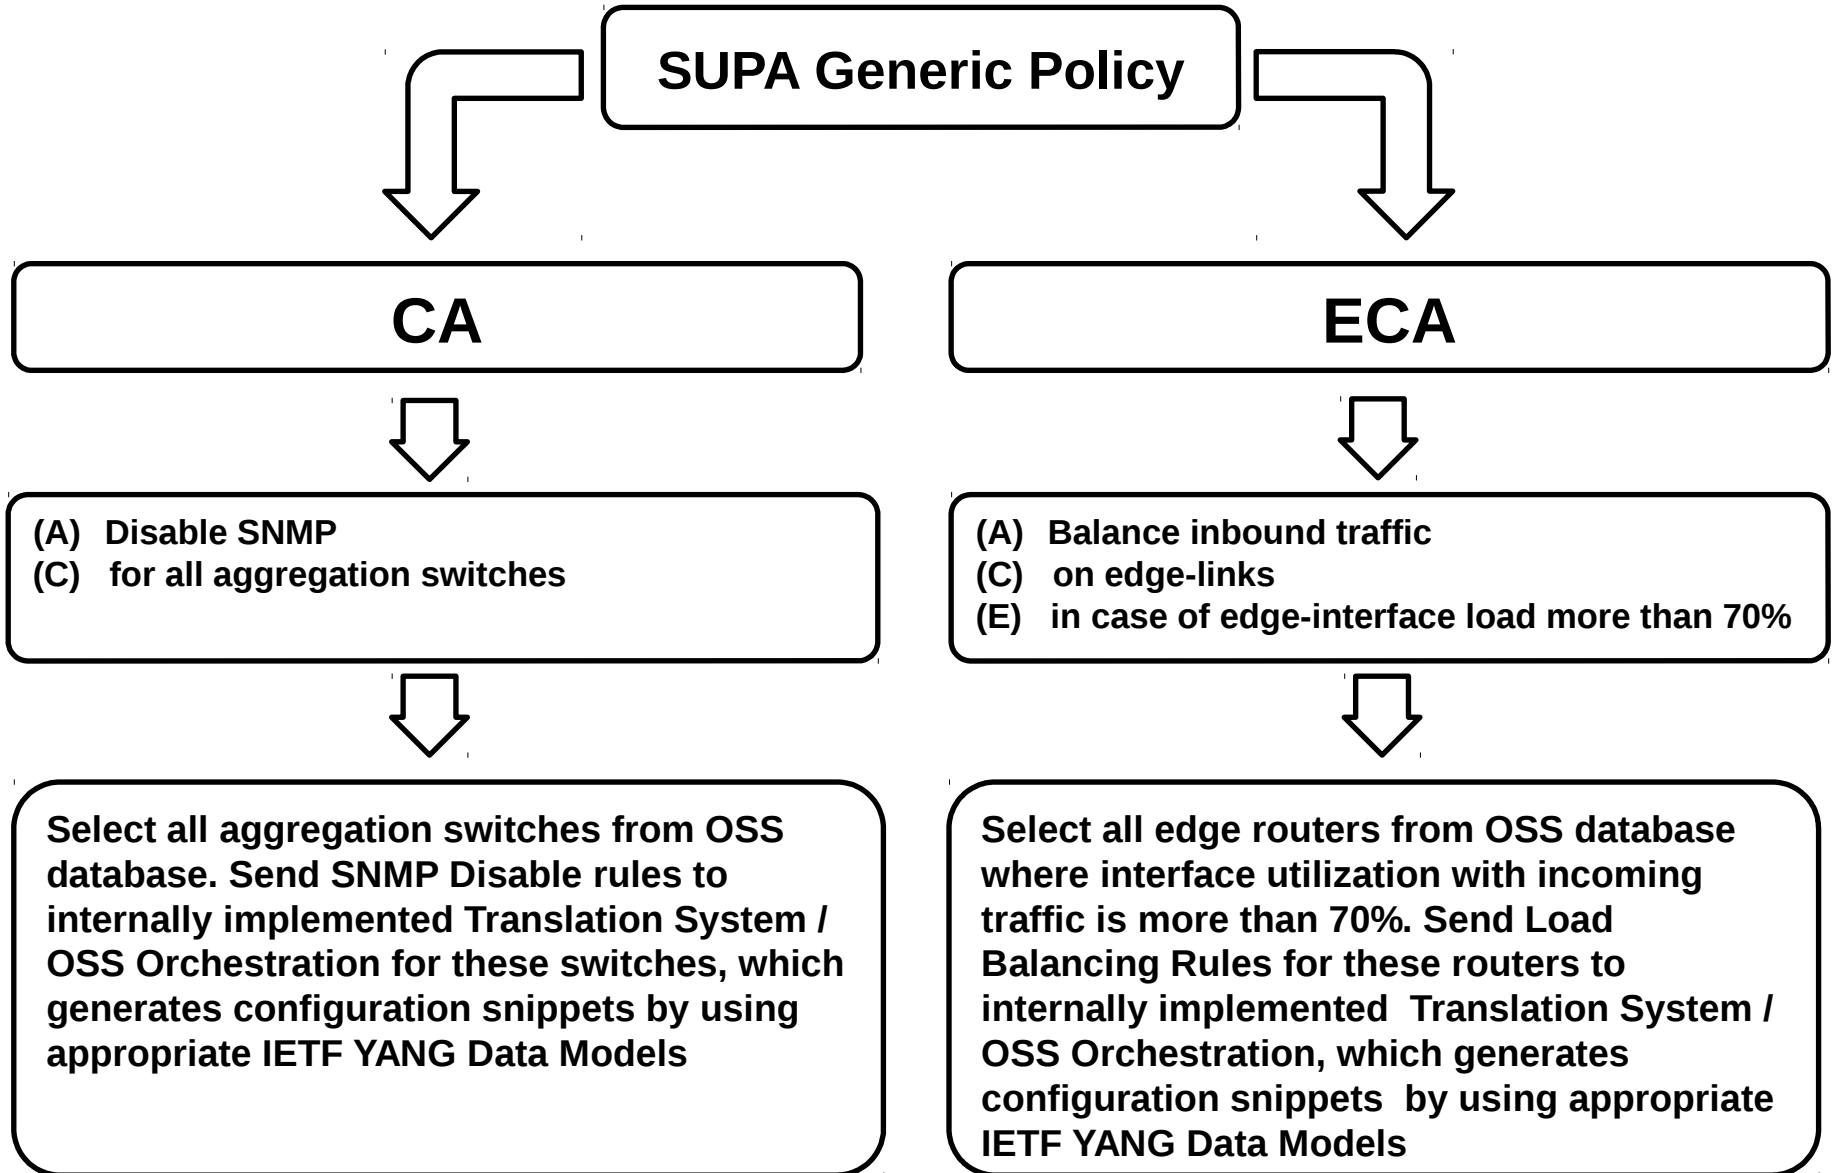 SUPA Generic Policy
CA
ECA
(A) Disable SNMP
(C) for all aggregation switches
(A) Balance inbound traffic
(C) on edge-links
(E) in case of edge-interface load more than 70%
Select all aggregation switches from OSS
database. Send SNMP Disable rules to
internally implemented Translation System /
OSS Orchestration for these switches, which
generates configuration snippets by using
appropriate IETF YANG Data Models
Select all edge routers from OSS database
where interface utilization with incoming
traffic is more than 70%. Send Load
Balancing Rules for these routers to
internally implemented Translation System /
OSS Orchestration, which generates
configuration snippets by using appropriate
IETF YANG Data Models